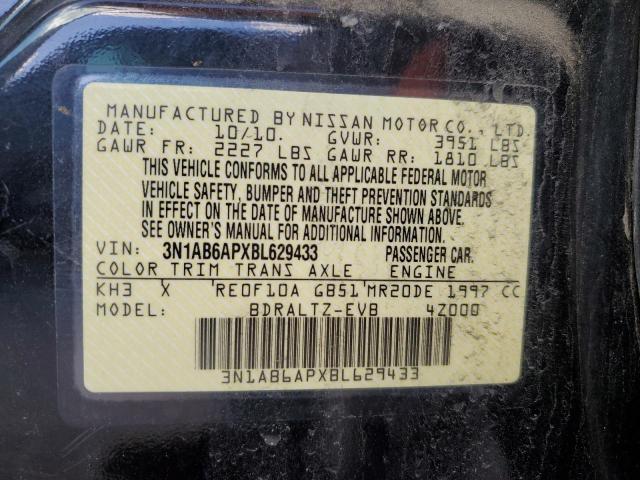 MANUFACTURED BY NISSAN MOTOR CO., LTD.
DATE: 10/10. GVWR: 3951 LBS
GAWR FR: 2227 LBS GAWR RR: 1810 LBS
THIS VEHICLE CONFORMS TO ALL APPLICABLE FEDERAL MOTOR
VEHICLE SAFETY, BUMPER AND THEFT PREVENTION STANDARDS
IN EFFECT ON THE DATE OF MANUFACTURE SHOWN ABOVE.
SEE OWNER'S MANUAL FOR ADDITIONAL INFORMATION.
VIN: 3N1AB6APXBL629433 PASSENGER CAR.
COLOR TRIM TRANS AXLE ENGINE
KH3 X RE0F10A GB51 MR20DE 1997 CC
MODEL: BDRALTZ-EVB 4Z000
3N1AB6APXBL629433